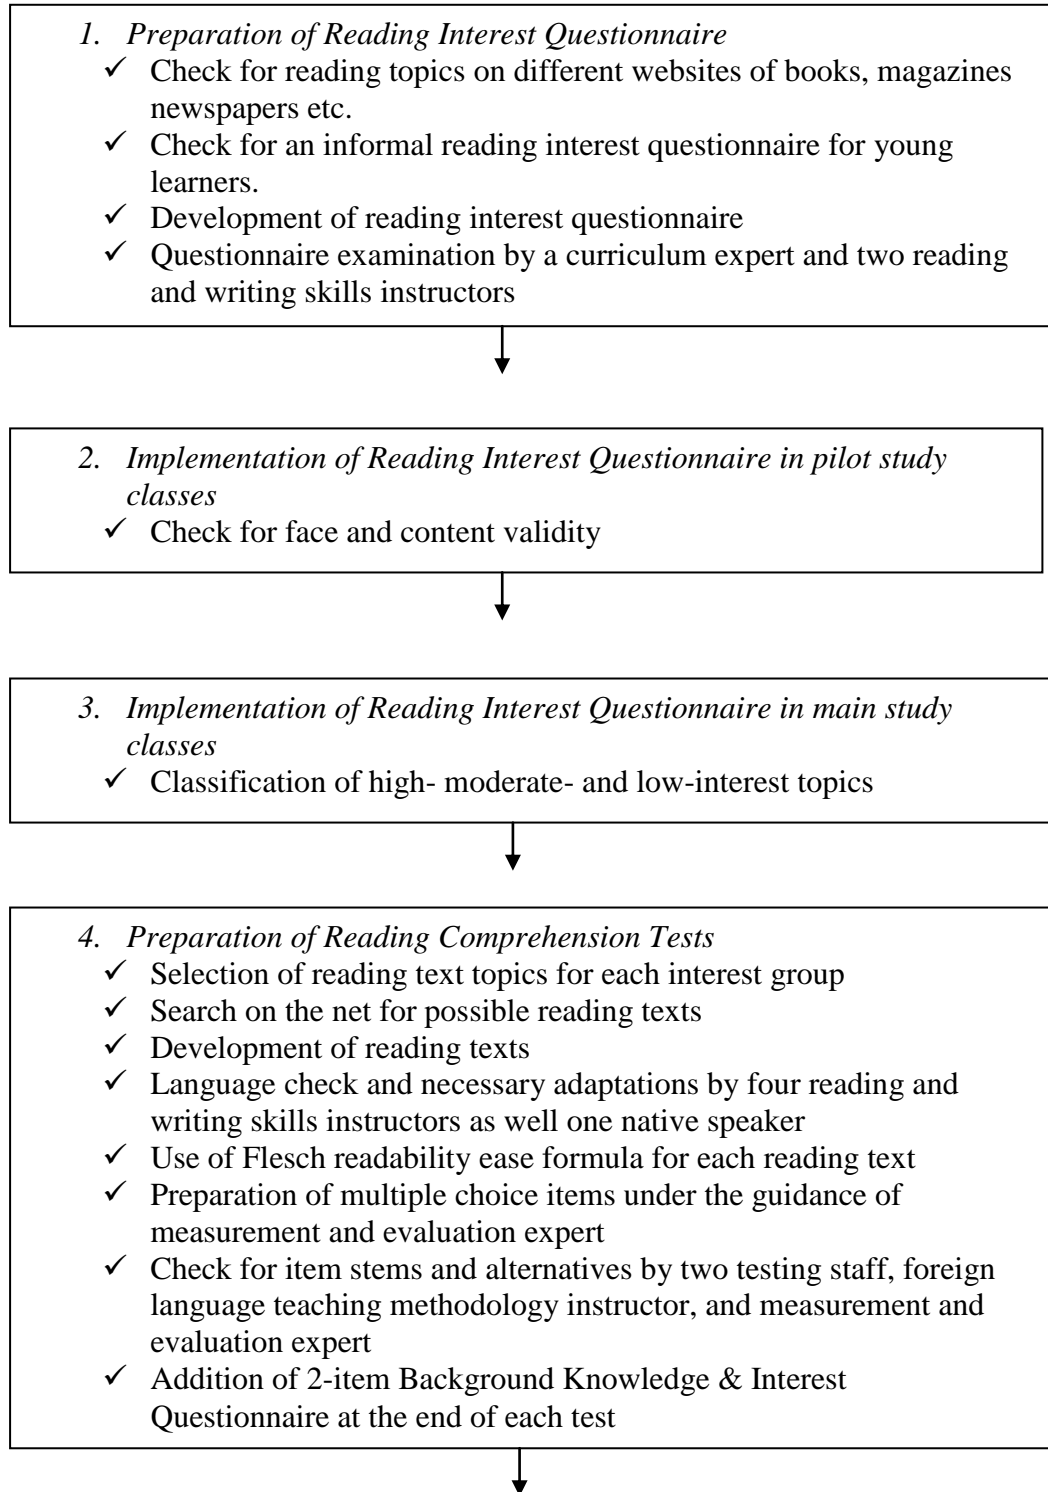 1. Preparation of Reading Interest Questionnaire
✓ Check for reading topics on different websites of books, magazines
newspapers etc.
✓ Check for an informal reading interest questionnaire for young
learners.
✓ Development of reading interest questionnaire
✓ Questionnaire examination by a curriculum expert and two reading
and writing skills instructors
2. Implementation of Reading Interest Questionnaire in pilot study
classes
✓ Check for face and content validity
3. Implementation of Reading Interest Questionnaire in main study
classes
✓ Classification of high- moderate- and low-interest topics
4. Preparation of Reading Comprehension Tests
✓ Selection of reading text topics for each interest group
✓ Search on the net for possible reading texts
✓ Development of reading texts
✓ Language check and necessary adaptations by four reading and
writing skills instructors as well one native speaker
✓ Use of Flesch readability ease formula for each reading text
✓ Preparation of multiple choice items under the guidance of
measurement and evaluation expert
✓ Check for item stems and alternatives by two testing staff, foreign
language teaching methodology instructor, and measurement and
evaluation expert
✓ Addition of 2-item Background Knowledge & Interest
Questionnaire at the end of each test